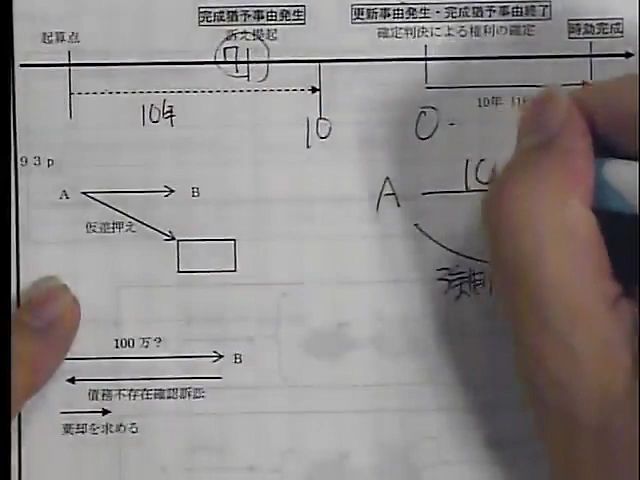 完成猶予事由発生
更新事由発生・完成猶予事由終了
起算点
訴え提起
確定判決による権利の確定
時効完成
10年
10年
10
0
93p
A
B
A
10
仮差押え
強制
100万?
B
債務不存在確認訴訟
棄却を求める